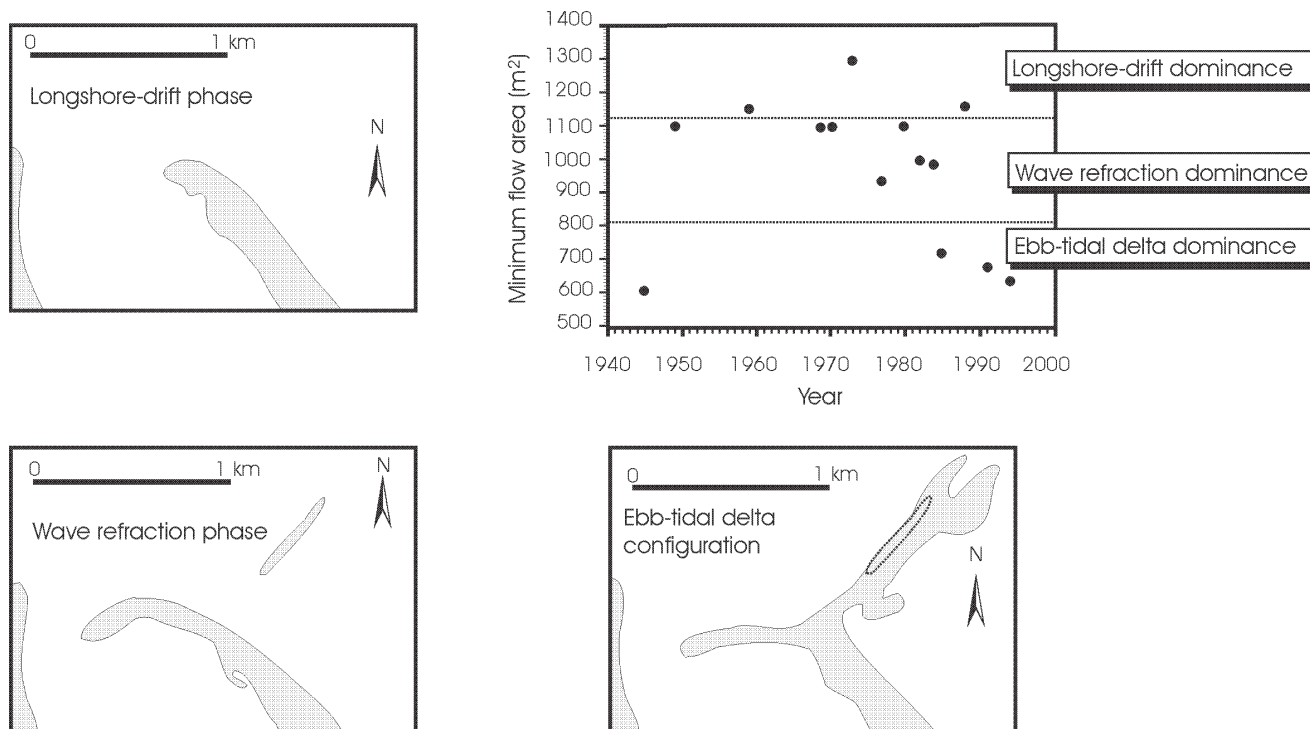 0 1 km
Longshore-drift phase
N
1400
1300
1200
1100
1000
900
800
700
600
500
Minimum flow area (m²)
Longshore-drift dominance
Wave refraction dominance
Ebb-tidal delta dominance
1940 1950 1960 1970 1980 1990 2000
Year
0 1 km
N
Wave refraction phase
0 1 km
Ebb-tidal delta
configuration
N